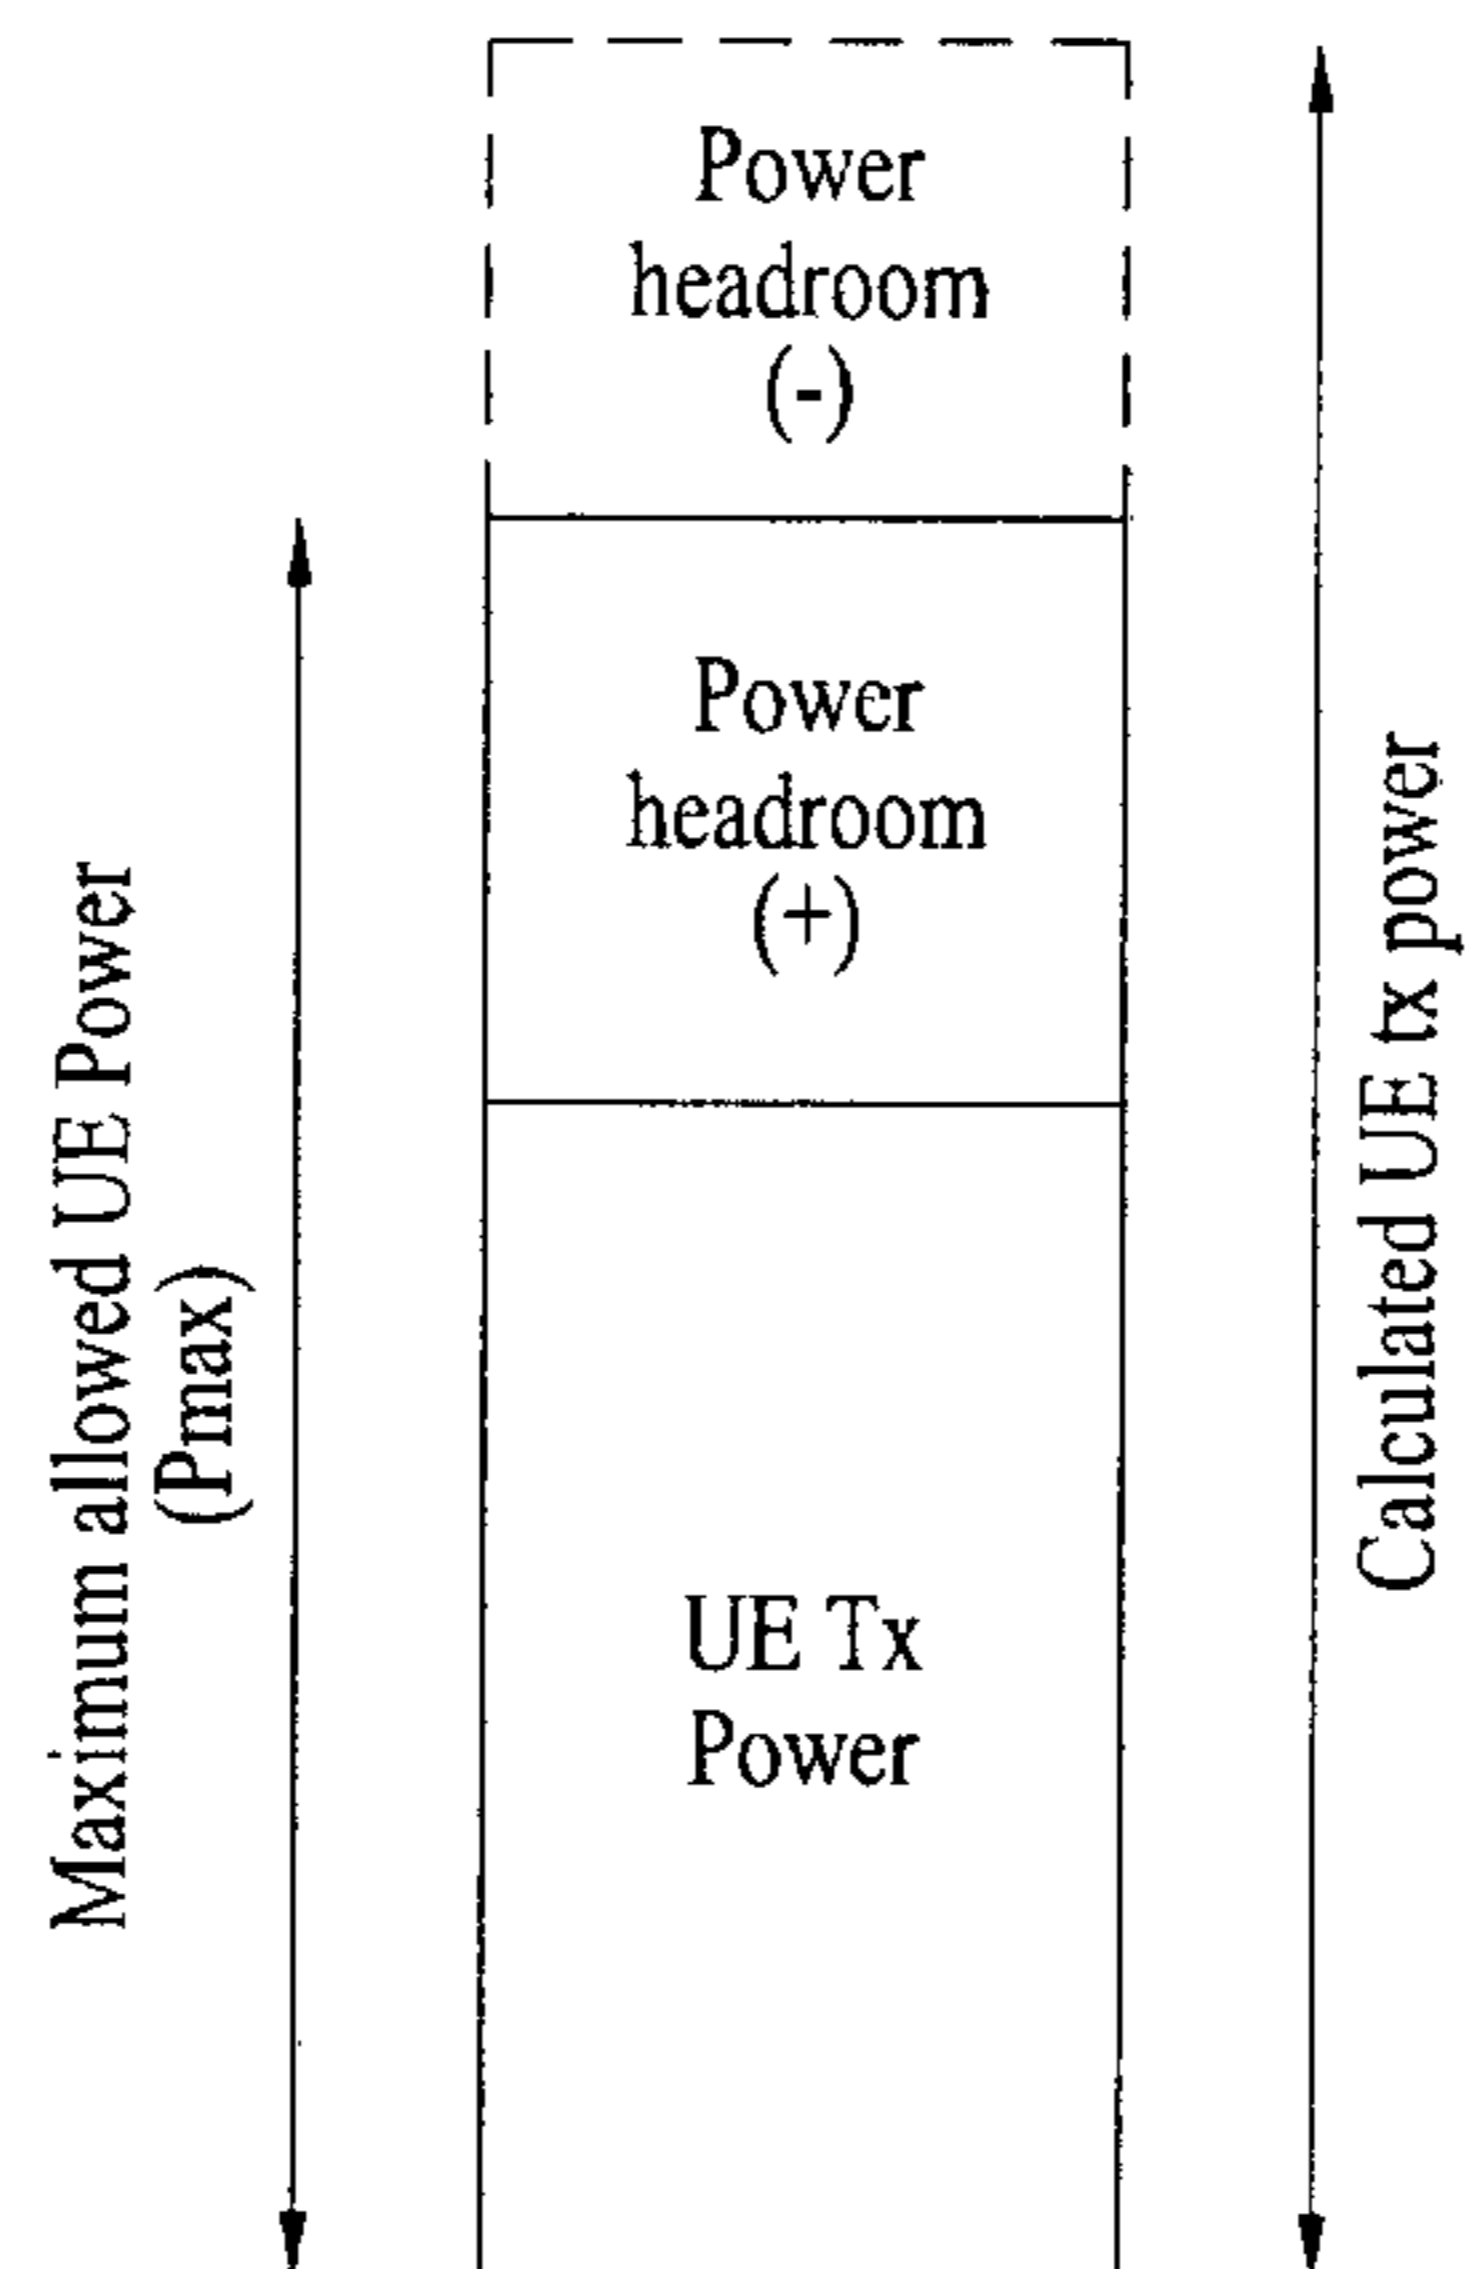 Power
headroom
(-)
Power
headroom
(+)
UE Tx
Power
Maximum allowed UE Power
(Pmax)
Calculated UE tx power